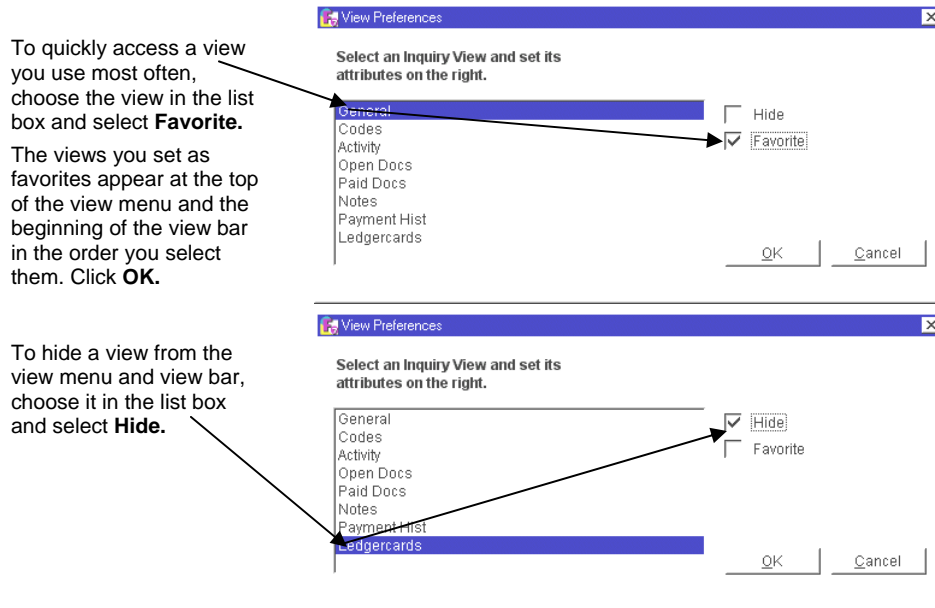 To quickly access a view
you use most often,
choose the view in the list
box and select Favorite.
The views you set as
favorites appear at the top
of the view menu and the
beginning of the view bar
in the order you select
them. Click OK.
View Preferences
Select an Inquiry View and set its
attributes on the right.
General
Codes
Activity
Open Docs
Paid Docs
Notes
Payment Hist
Ledgercards
Hide
Favorite
OK
Cancel
To hide a view from the
view menu and view bar,
choose it in the list box
and select Hide.
View Preferences
Select an Inquiry View and set its
attributes on the right.
General
Codes
Activity
Open Docs
Paid Docs
Notes
Payment Hist
Ledgercards
Hide
Favorite
OK
Cancel